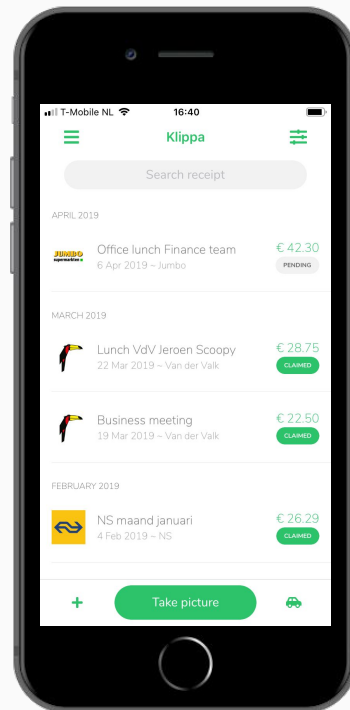 T-Mobile NL
16:40
Klippa
Search receipt
APRIL 2019
JUMBO
supermarkten
Office lunch Finance team
€ 42.30
6 Apr 2019 ~ Jumbo
PENDING
MARCH 2019
Lunch VdV Jeroen Scoopy
€ 28.75
22 Mar 2019 ~ Van der Valk
CLAIMED
Business meeting
€ 22.50
19 Mar 2019 ~ Van der Valk
CLAIMED
FEBRUARY 2019
NS maand januari
€ 26.29
4 Feb 2019 ~ NS
CLAIMED
+ Take picture